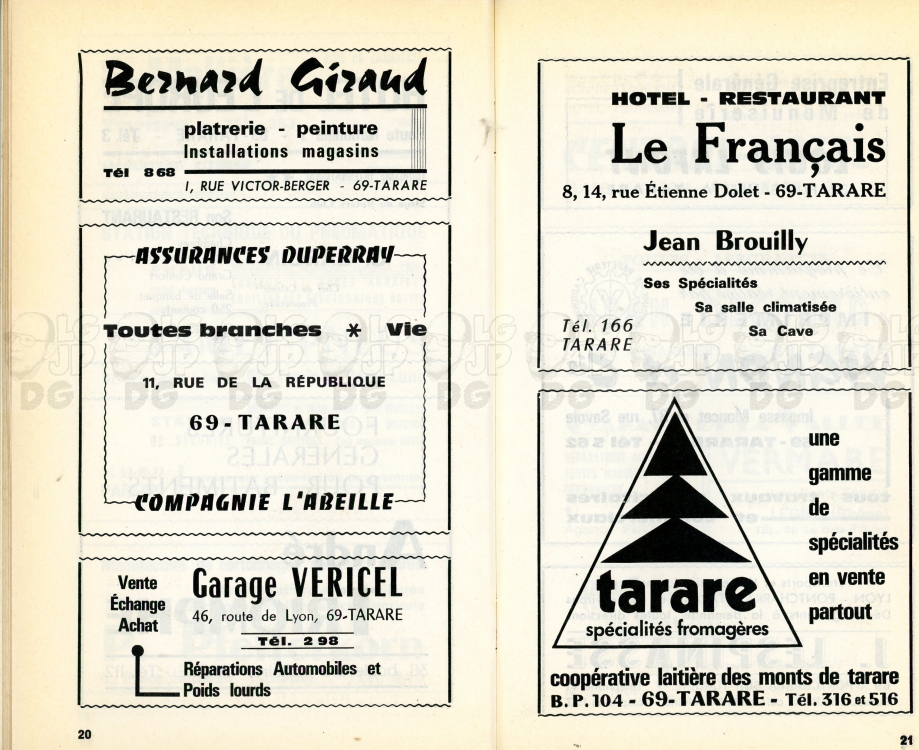 Bernard Giraud
platrerie - peinture
Installations magasins
Tél 868
1, RUE VICTOR-BERGER - 69-TARARE
ASSURANCES DUPERRAY
Toutes branches * Vie
11, RUE DE LA RÉPUBLIQUE
69-TARARE
COMPAGNIE L'ABEILLE
Vente
Échange
Achat
Garage VERICEL
46, route de Lyon, 69-TARARE
Tél. 298
Réparations Automobiles et
Poids lourds
20
HOTEL - RESTAURANT
Le Français
8, 14, rue Étienne Dolet - 69-TARARE
Jean Brouilly
Ses Spécialités
Sa salle climatisée
Sa Cave
Tél. 166
TARARE
une
gamme
de
spécialités
en vente
partout
tarare
spécialités fromagères
coopérative laitière des monts de tarare
B.P. 104 - 69-TARARE - Tél. 316 et 516
21